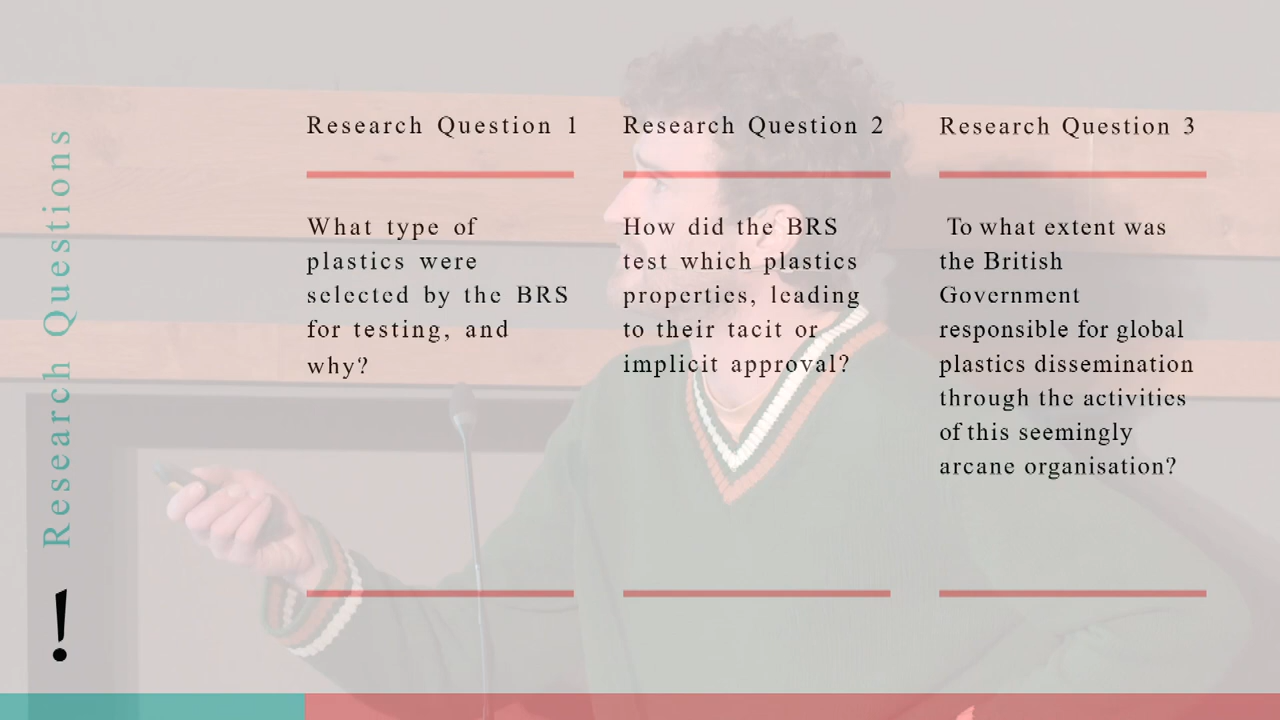 Research Questions
!
Research Question 1
What type of
plastics were
selected by the BRS
for testing, and
why?
Research Question 2
How did the BRS
test which plastics
properties, leading
to their tacit or
implicit approval?
Research Question 3
To what extent was
the British
Government
responsible for global
plastics dissemination
through the activities
of this seemingly
arcane organisation?